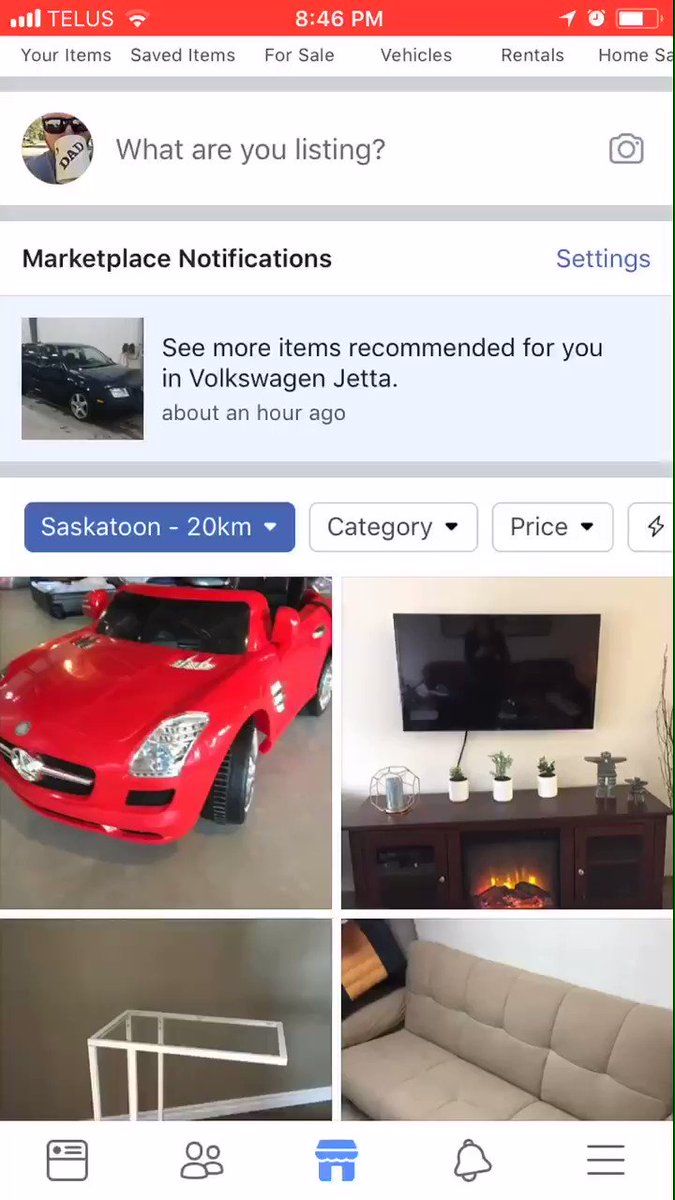 TELUS 8:46 PM
Your Items Saved Items For Sale Vehicles Rentals Home Sa
DAD
What are you listing?
Marketplace Notifications Settings
See more items recommended for you
in Volkswagen Jetta.
about an hour ago
Saskatoon - 20km Category Price